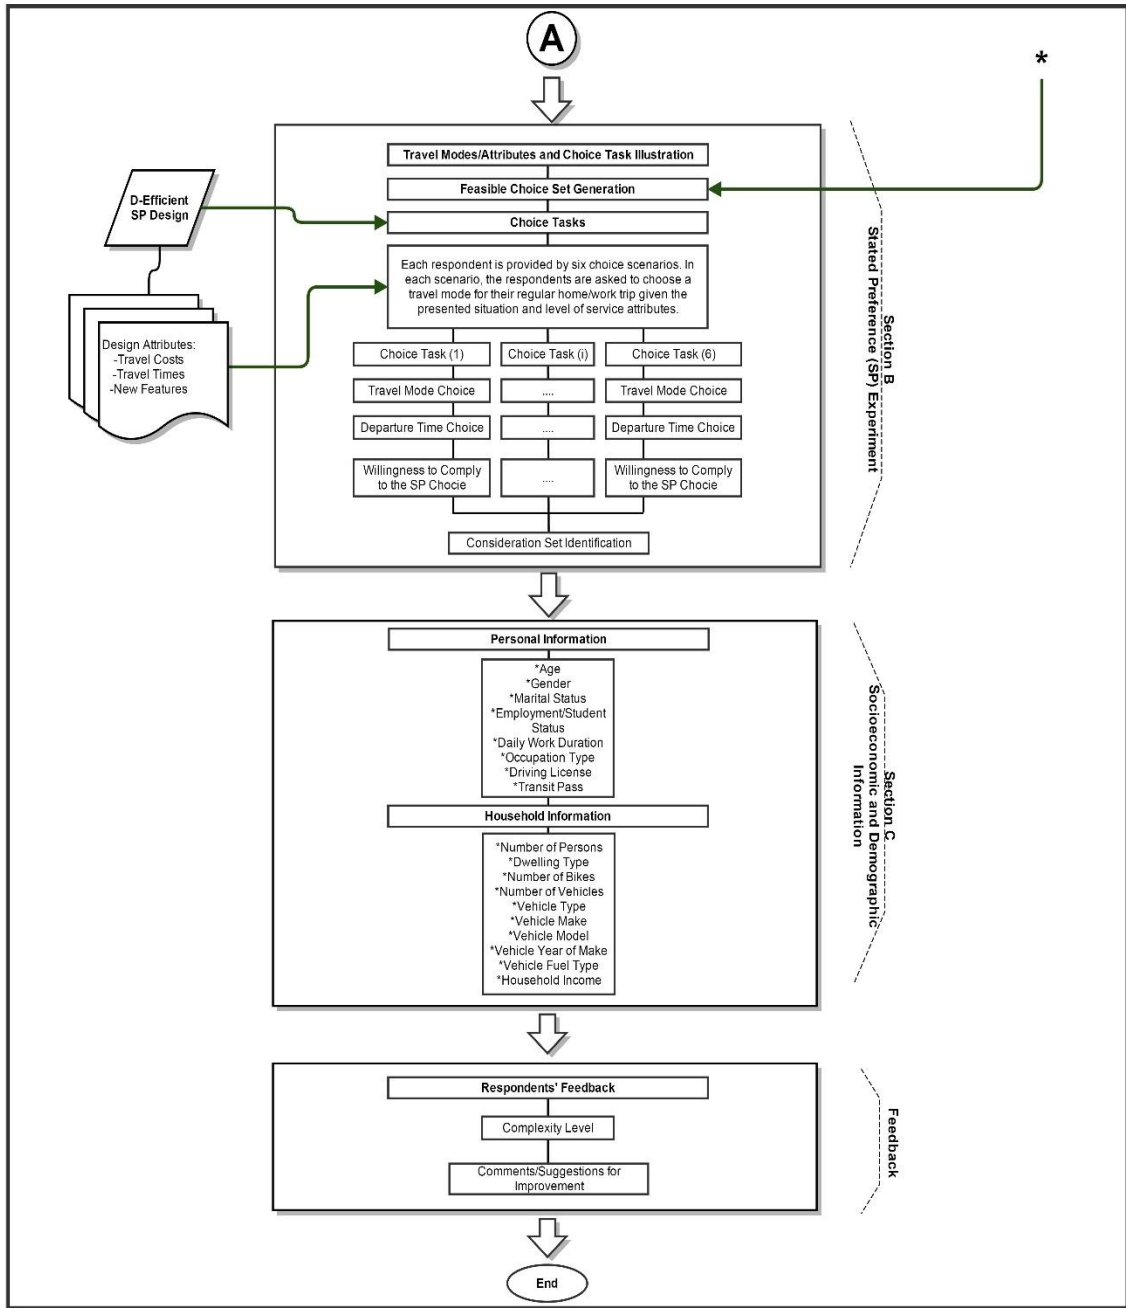 A
*
Travel Modes/Attributes and Choice Task Illustration
Feasible Choice Set Generation
D-Efficient
SP Design
Choice Tasks
Each respondent is provided by six choice scenarios. In
each scenario, the respondents are asked to choose a
travel mode for their regular home/work trip given the
presented situation and level of service attributes.
Design Attributes:
-Travel Costs
-Travel Times
-New Features
Choice Task (1)
Choice Task (i)
Choice Task (6)
Travel Mode Choice
....
Travel Mode Choice
Departure Time Choice
....
Departure Time Choice
Willingness to Comply
to the SP Chocie
....
Willingness to Comply
to the SP Chocie
Consideration Set Identification
Section B
Stated Preference (SP) Experiment
Personal Information
*Age
*Gender
*Marital Status
*Employment/Student
Status
*Daily Work Duration
*Occupation Type
*Driving License
*Transit Pass
Household Information
*Number of Persons
*Dwelling Type
*Number of Bikes
*Number of Vehicles
*Vehicle Type
*Vehicle Make
*Vehicle Model
*Vehicle Year of Make
*Vehicle Fuel Type
*Household Income
Section C
Socioeconomic and Demographic
Information
Respondents' Feedback
Complexity Level
Comments/Suggestions for
Improvement
Feedback
End